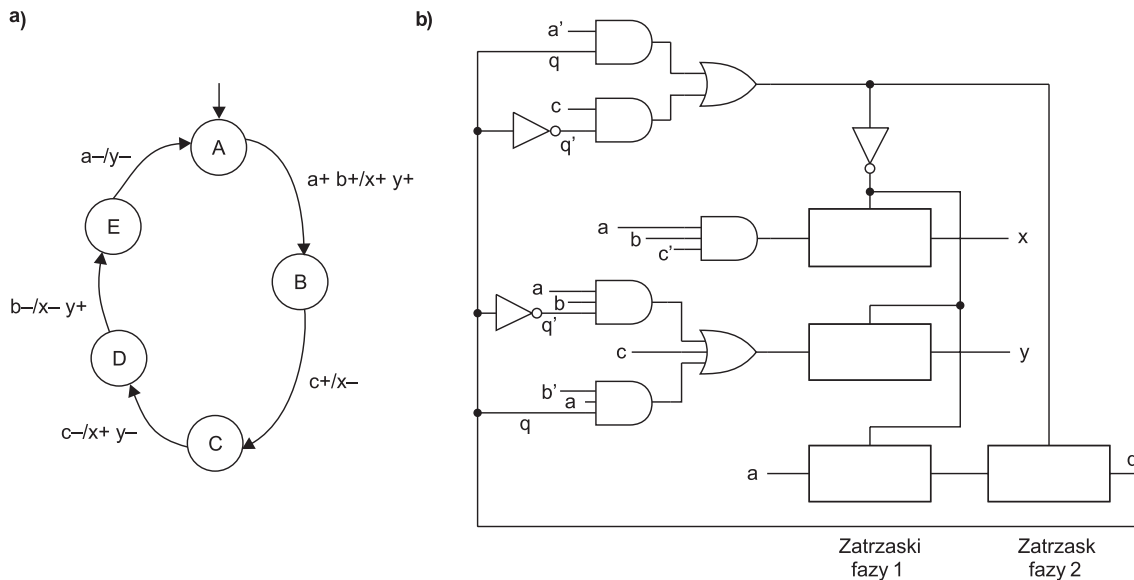 a)
A
a+ b+/x+ y+
B
c+/x–
C
c–/x+ y–
D
b–/x– y+
E
a–/y–
b)
a’
q
c
q’
a
b
c’
x
a
b
q’
c
y
b’
a
q
a
q
Zatrzaski
fazy 1
Zatrzask
fazy 2